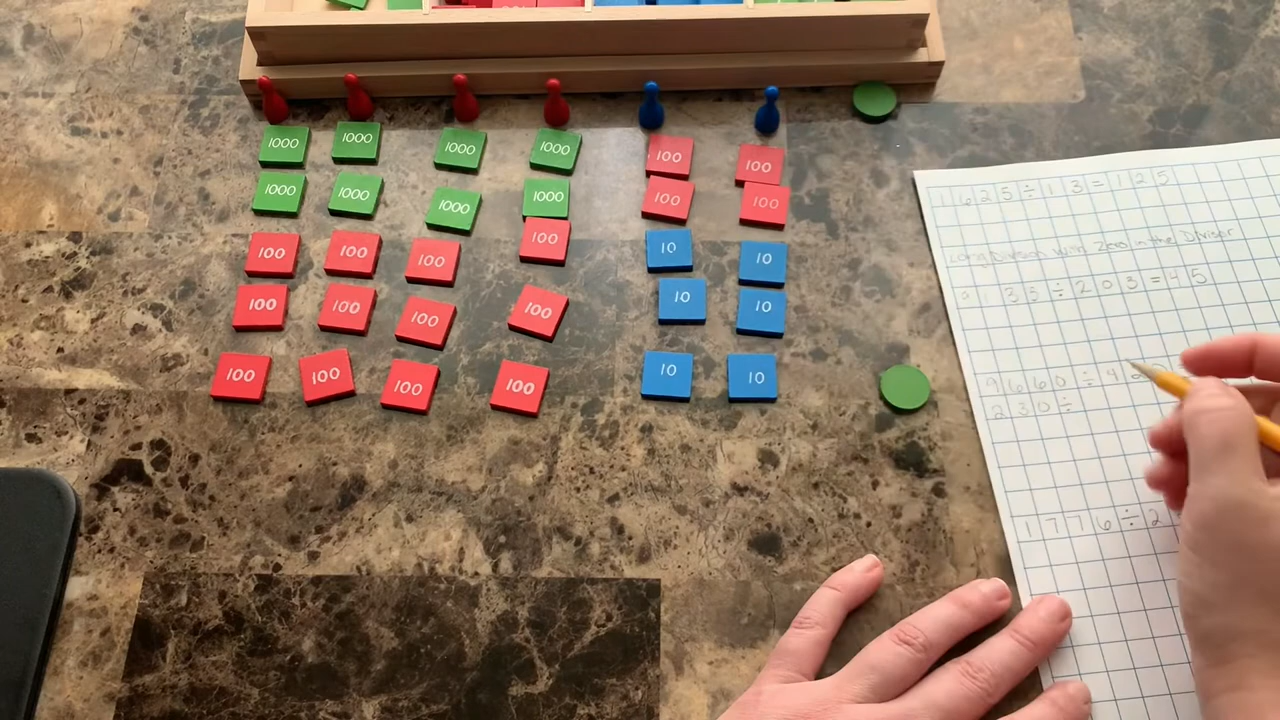 100
1000 1000 1000 1000 100 100
1000 1000 1000 1000 100 100
100 100 100 100 10 10
100 100 100 100 10 10
100 100 100 100 10 10
1625÷13=125
Long Division With Zero in the Divisor
9135÷203=45
9660÷4
230÷
1776÷2